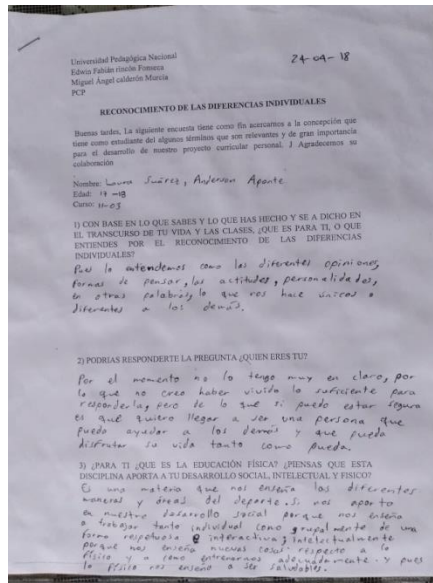 Universidad Pedagógica Nacional
24-04-18
Edwin Fabián rincón Fonseca
Miguel Ángel calderón Murcia
PCP
RECONOCIMIENTO DE LAS DIFERENCIAS INDIVIDUALES
Buenas tardes, La siguiente encuesta tiene como fin acercarnos a la concepción que
tiene como estudiante del algunos términos que son relevantes y de gran importancia
para el desarrollo de nuestro proyecto curricular personal. J Agradecemos su
colaboración
Nombre: Laura Suárez, Anderson Aponte
Edad: 17 -18
Curso: 11-03
1) CON BASE EN LO QUE SABES Y LO QUE HAS HECHO Y SE A DICHO EN
EL TRANSCURSO DE TU VIDA Y LAS CLASES, ¿QUE ES PARA TI, O QUE
ENTIENDES POR EL RECONOCIMIENTO DE LAS DIFERENCIAS
INDIVIDUALES?
lo entendemos como las diferentes opiniones,
formas de pensar, las actitudes, personalidades,
en otras palabras, lo que nos hace únicos o
diferentes a los demás.
2) PODRIAS RESPONDERTE LA PREGUNTA ¿QUIEN ERES TU?
Por el momento no lo tengo muy en claro, por
lo que no creo haber vivido lo suficiente para
responderla, pero de lo que si puedo estar segura
es que quiero llegar a ser una persona que
pueda ayudar a los demás y que pueda
disfrutar su vida tanto como pueda.
3) ¿PARA TI ¿QUE ES LA EDUCACIÓN FÍSICA? ¿PIENSAS QUE ESTA
DISCIPLINA APORTA A TU DESARROLLO SOCIAL, INTELECTUAL Y FISICO?
Es una materia que nos enseña las diferentes
maneras y áreas del deporte. Si nos aporta
en nuestro desarrollo social porque nos enseña
a trabajar tanto individual como grupalmente de una
forma respetuosa e interactiva; intelectualmente
porque nos enseña nuevas cosas respecto a lo
físico y a como entrenarnos adecuadamente. y pues
lo físico nos enseña a ser saludables.